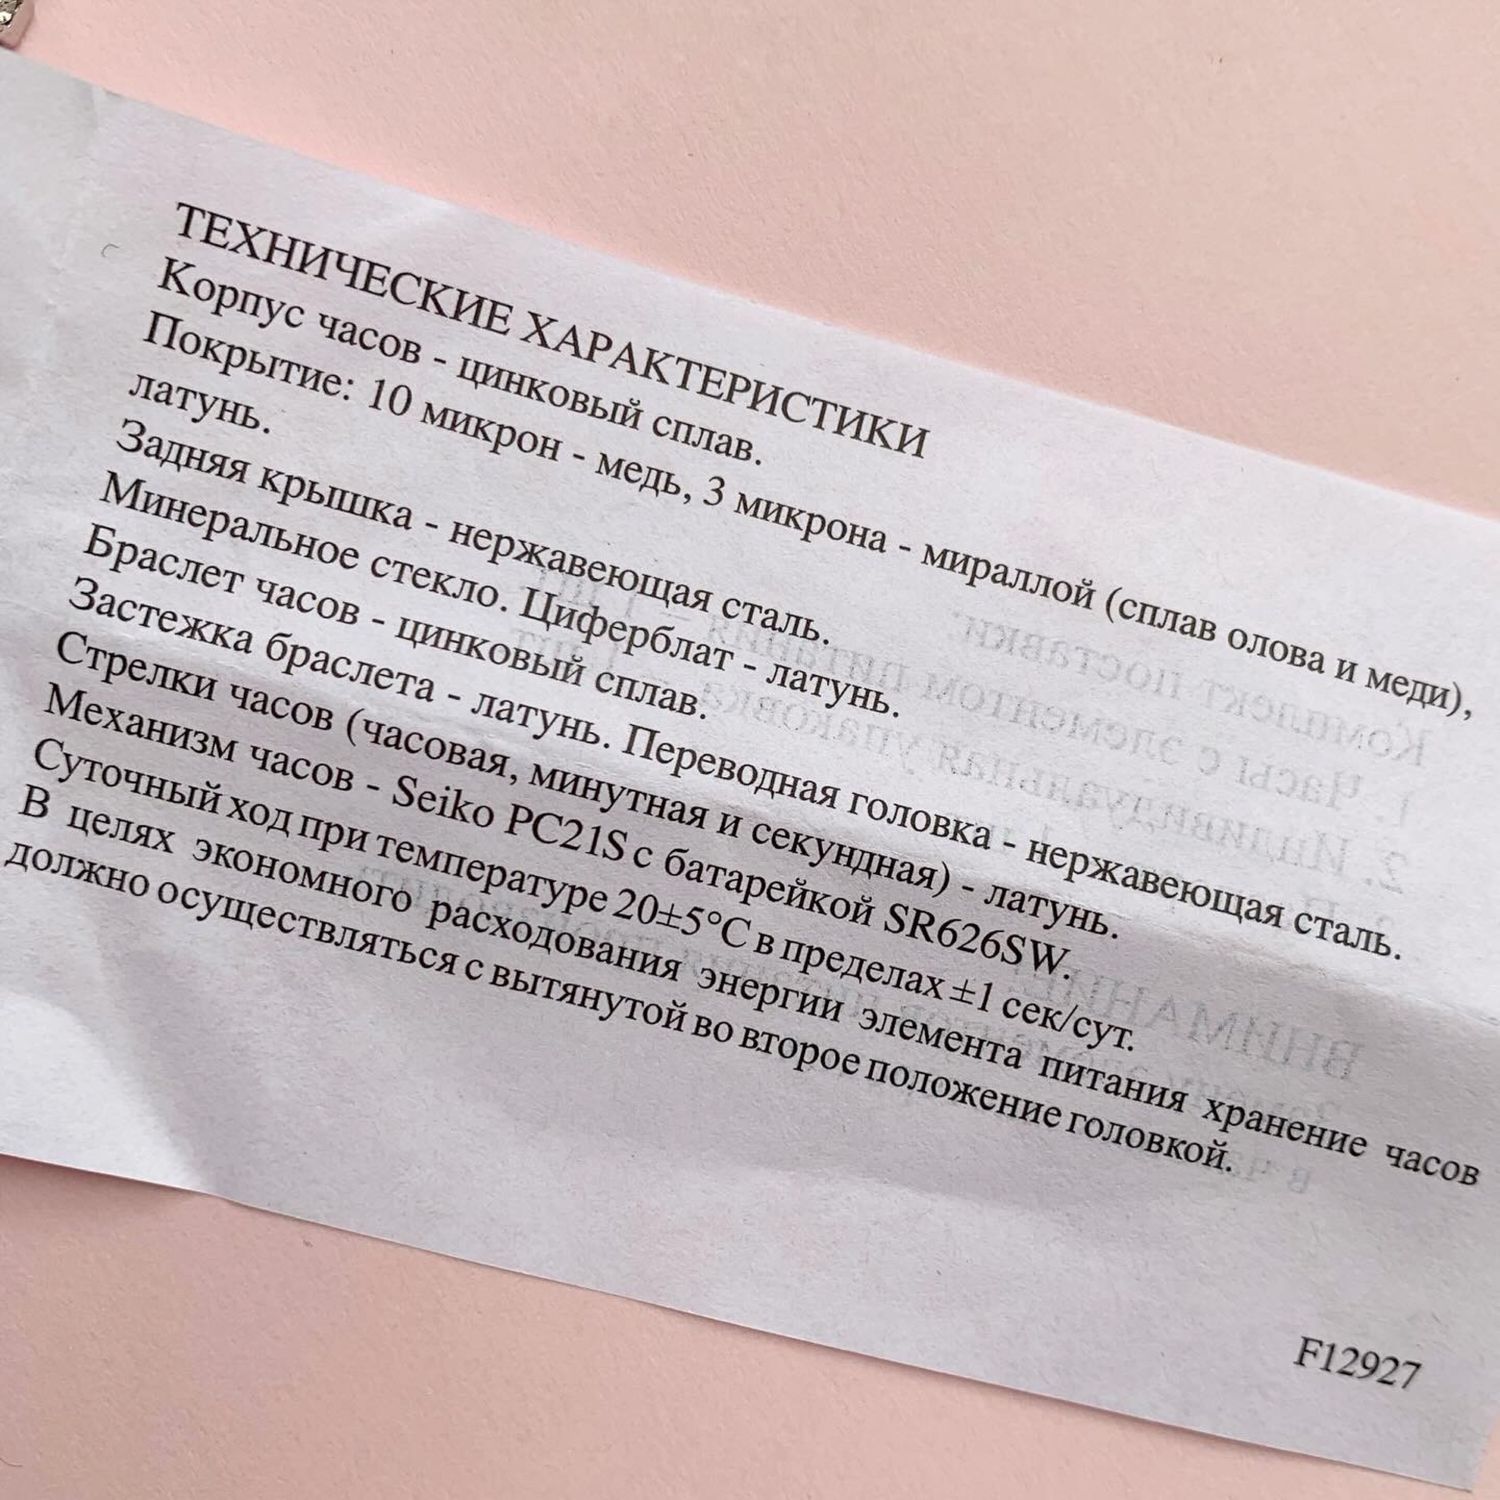 ТЕХНИЧЕСКИЕ ХАРАКТЕРИСТИКИ
Корпус часов - цинковый сплав.
Покрытие: 10 микрон - медь, 3 микрона - мираллой (сплав олова и меди),
латунь.
Задняя крышка - нержавеющая сталь.
Минеральное стекло. Циферблат - латунь.
Браслет часов - цинковый сплав.
Застежка браслета - латунь. Переводная головка - нержавеющая сталь.
Стрелки часов (часовая, минутная и секундная) - латунь.
Механизм часов - Seiko PC21S с батарейкой SR626SW.
Суточный ход при температуре 20±5°C в пределах ±1 сек/сут.
В целях экономного расходования энергии элемента питания хранение часов
должно осуществляться с вытянутой во второе положение головкой.
F12927